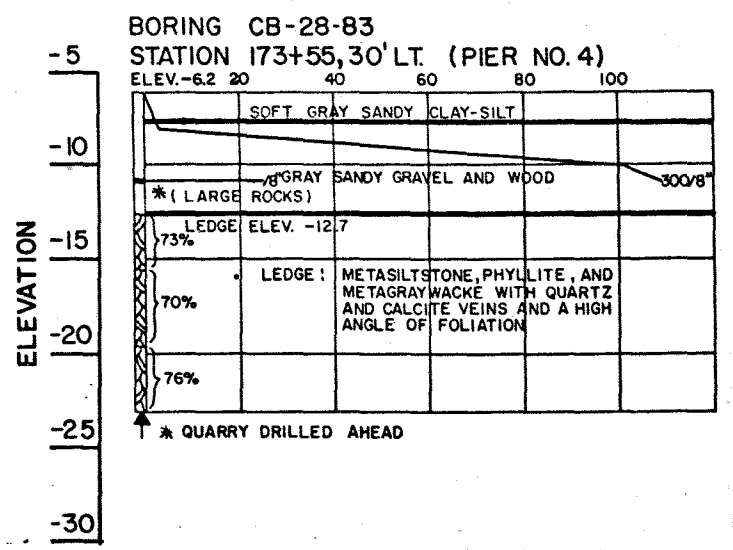 BORING CB-28-83
-5 STATION 173+55, 30' LT. (PIER NO. 4)
ELEV.-6.2 20 40 60 80 100
SOFT GRAY SANDY CLAY-SILT
-10
/8" GRAY SANDY GRAVEL AND WOOD 300/8"
* (LARGE ROCKS)
LEDGE ELEV. -12.7
-15 73%
LEDGE: METASILTSTONE, PHYLLITE, AND
METAGRAYWACKE WITH QUARTZ
70% AND CALCITE VEINS AND A HIGH
ANGLE OF FOLIATION
-20
76%
-25 * QUARRY DRILLED AHEAD
-30
ELEVATION